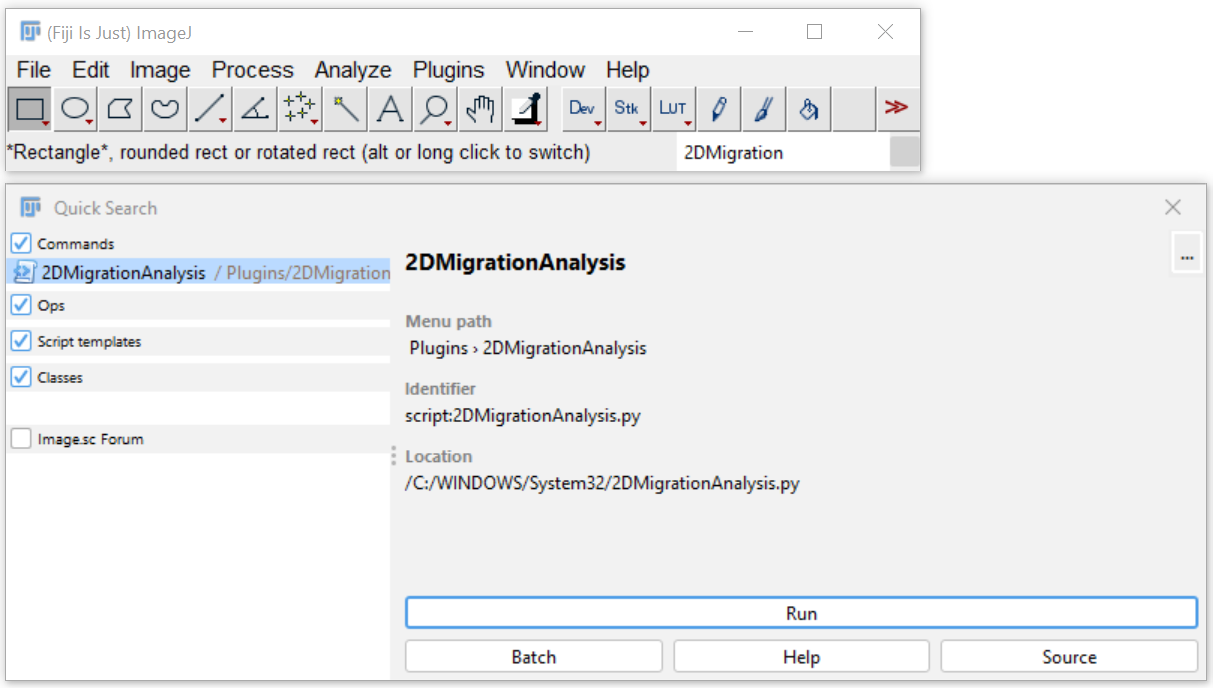 (Fiji Is Just) ImageJ
File Edit Image Process Analyze Plugins Window Help
A Dev Stk LUT >>
*Rectangle*, rounded rect or rotated rect (alt or long click to switch) 2DMigration
Quick Search
Commands
2DMigrationAnalysis / Plugins/2DMigration
Ops
Script templates
Classes
Image.sc Forum
...
2DMigrationAnalysis
Menu path
Plugins › 2DMigrationAnalysis
Identifier
script:2DMigrationAnalysis.py
Location
/C:/WINDOWS/System32/2DMigrationAnalysis.py
Run
Batch Help Source